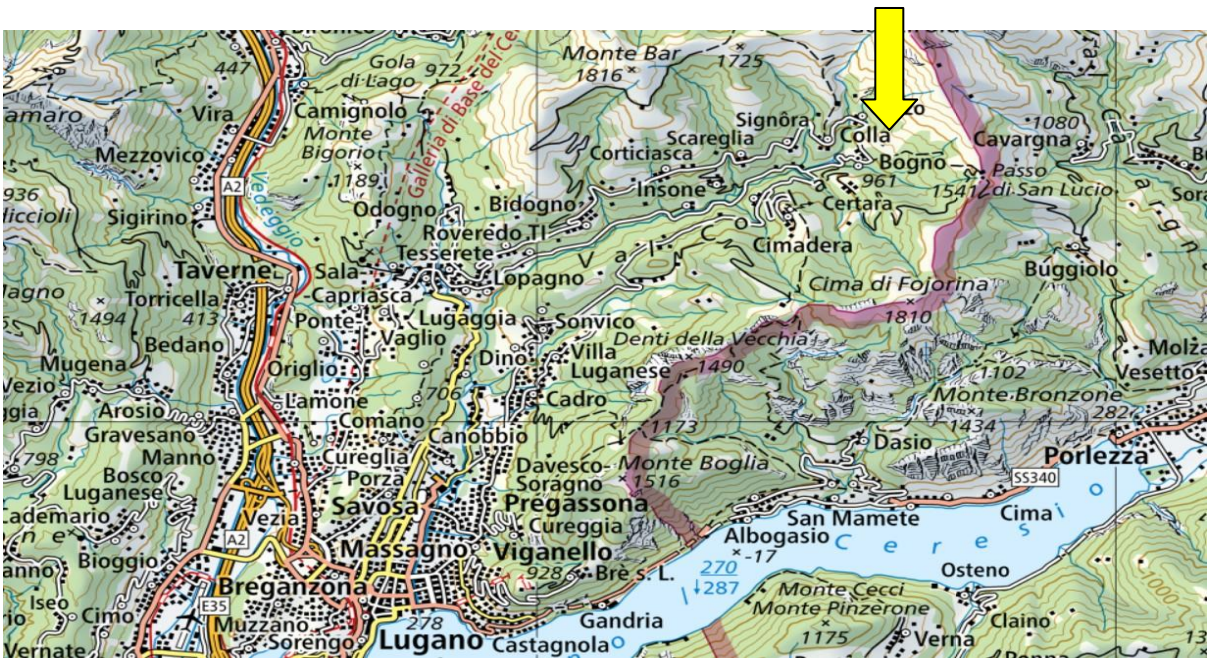 447
Gola
di Lago
972
Galleria di Base del Ce
Monte Bar
1816
1725
amaro
Vira
Camignolo
Monte
Bigorio
1189
Signôra
zo
Colla
Scareglia
Corticiasca
Cavargna
1080
Mezzovico
A2
Vedeggio
Bogno
961
1541
Passo
di San Lucio
936
Insone
Certara
Sigirino
Odogno
Bidogno
Roveredo TI
Tesserete
Cimadera
V a l C o
Taverne
Sala
-Capriasca
Lopagno
Buggiolo
Cima di Fojorina
1810
Torricella
413
1494
Ponte
Vaglio
Lugaggia
Sonvico
Denti della Vecchia
1490
Bedano
Mugena
Origlio
Dino
Villa
Luganese
1102
Vesetto
Vezio
706
Cadro
Monte Bronzone
1434
282
Arosio
Lamone
Comano
Gravesano
Manno
Canobbio
1173
Dasio
Porlezza
798
Bosco
Luganese
Cureglia
Porza
Davesco-
Soragno
Monte Boglia
1516
SS340
Vezia
Savosa
Pregassona
Cureggia
San Mamete
Cima
A2
Albogasio
-17
C e r e s i o
Bioggio
Massagno
Viganello
928
Brè s. L.
270
287
Osteno
Breganzona
Monte Cecci
Monte Pinzèrone
1175
Iseo
Cimo
E35
Muzzano
Sorengo
278
Gandria
Claino
Verna
Vernate
Lugano
Castagnola